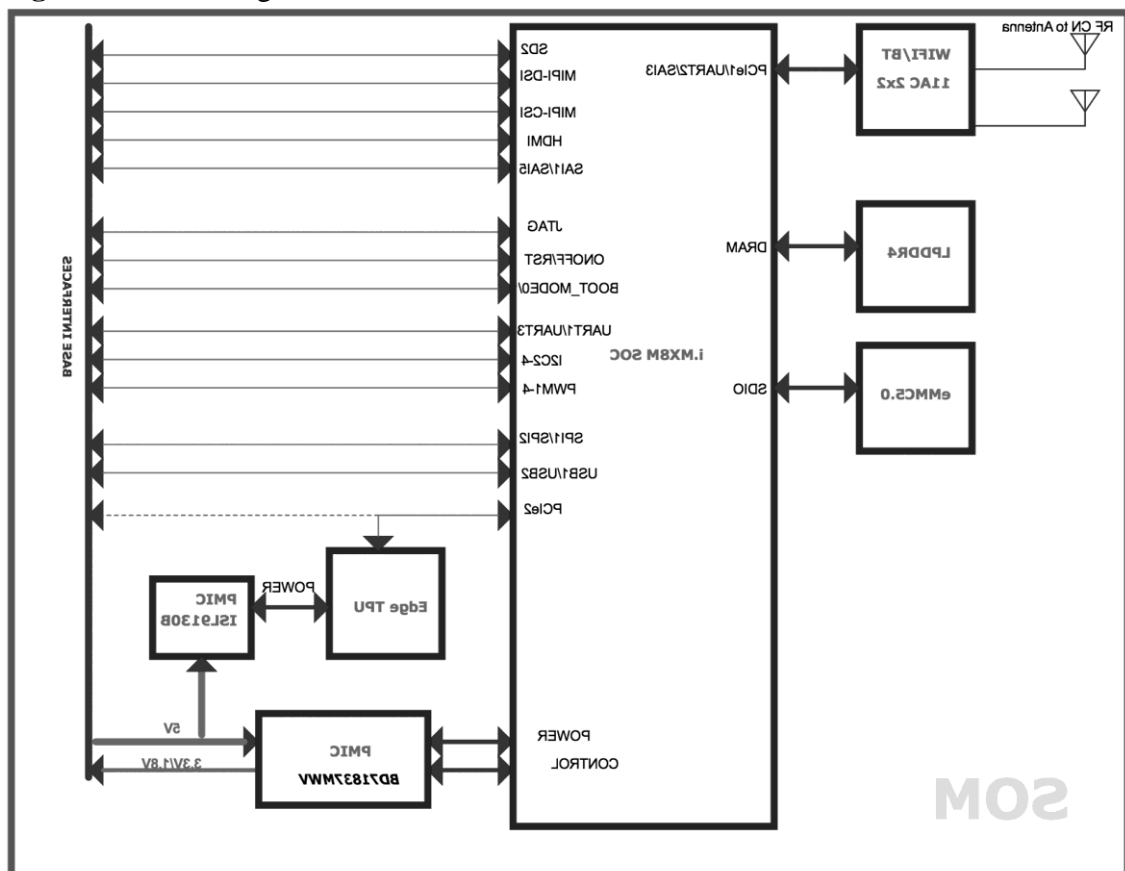 RF CN to Antenna
SD2
MIPI-DSI
MIPI-CSI
HDMI
SAI1/SAI5
JTAG
ONOFF/RST
BOOT_MODE0/
UART1/UART3
I2C2-4
PWM1-4
SPI1/SPI2
USB1/USB2
PCIe2
BASE INTERFACES
i.MX8M SOC
PCIe1/UART2/SAI3
WIFI/BT
11AC 2x2
DRAM
LPDDR4
SDIO
eMMC5.0
PMIC
ISL9130B
POWER
Edge TPU
5V
3.3V/1.8V
PMIC
BD71837MWV
POWER
CONTROL
SOM